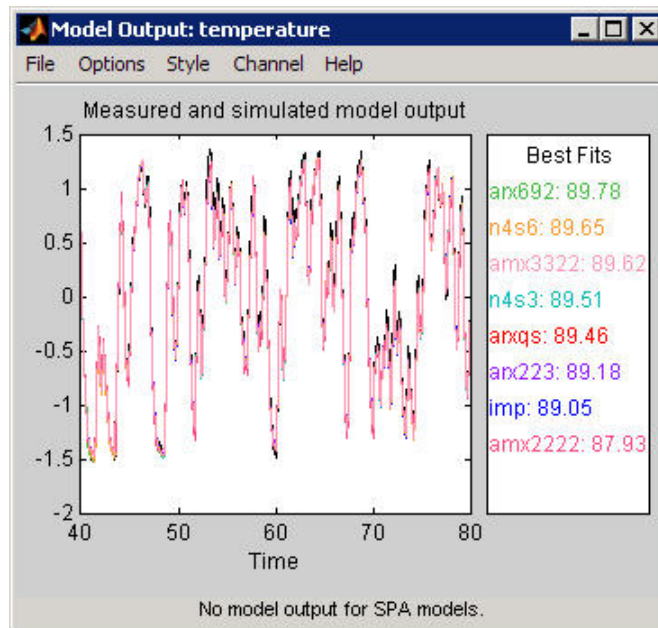 Model Output: temperature
File Options Style Channel Help
Measured and simulated model output
1.5
1
0.5
0
-0.5
-1
-1.5
-2
40 50 60 70 80
Time
Best Fits
arx692: 89.78
n4s6: 89.65
amx3322: 89.62
n4s3: 89.51
arxqs: 89.46
arx223: 89.18
imp: 89.05
amx2222: 87.93
No model output for SPA models.